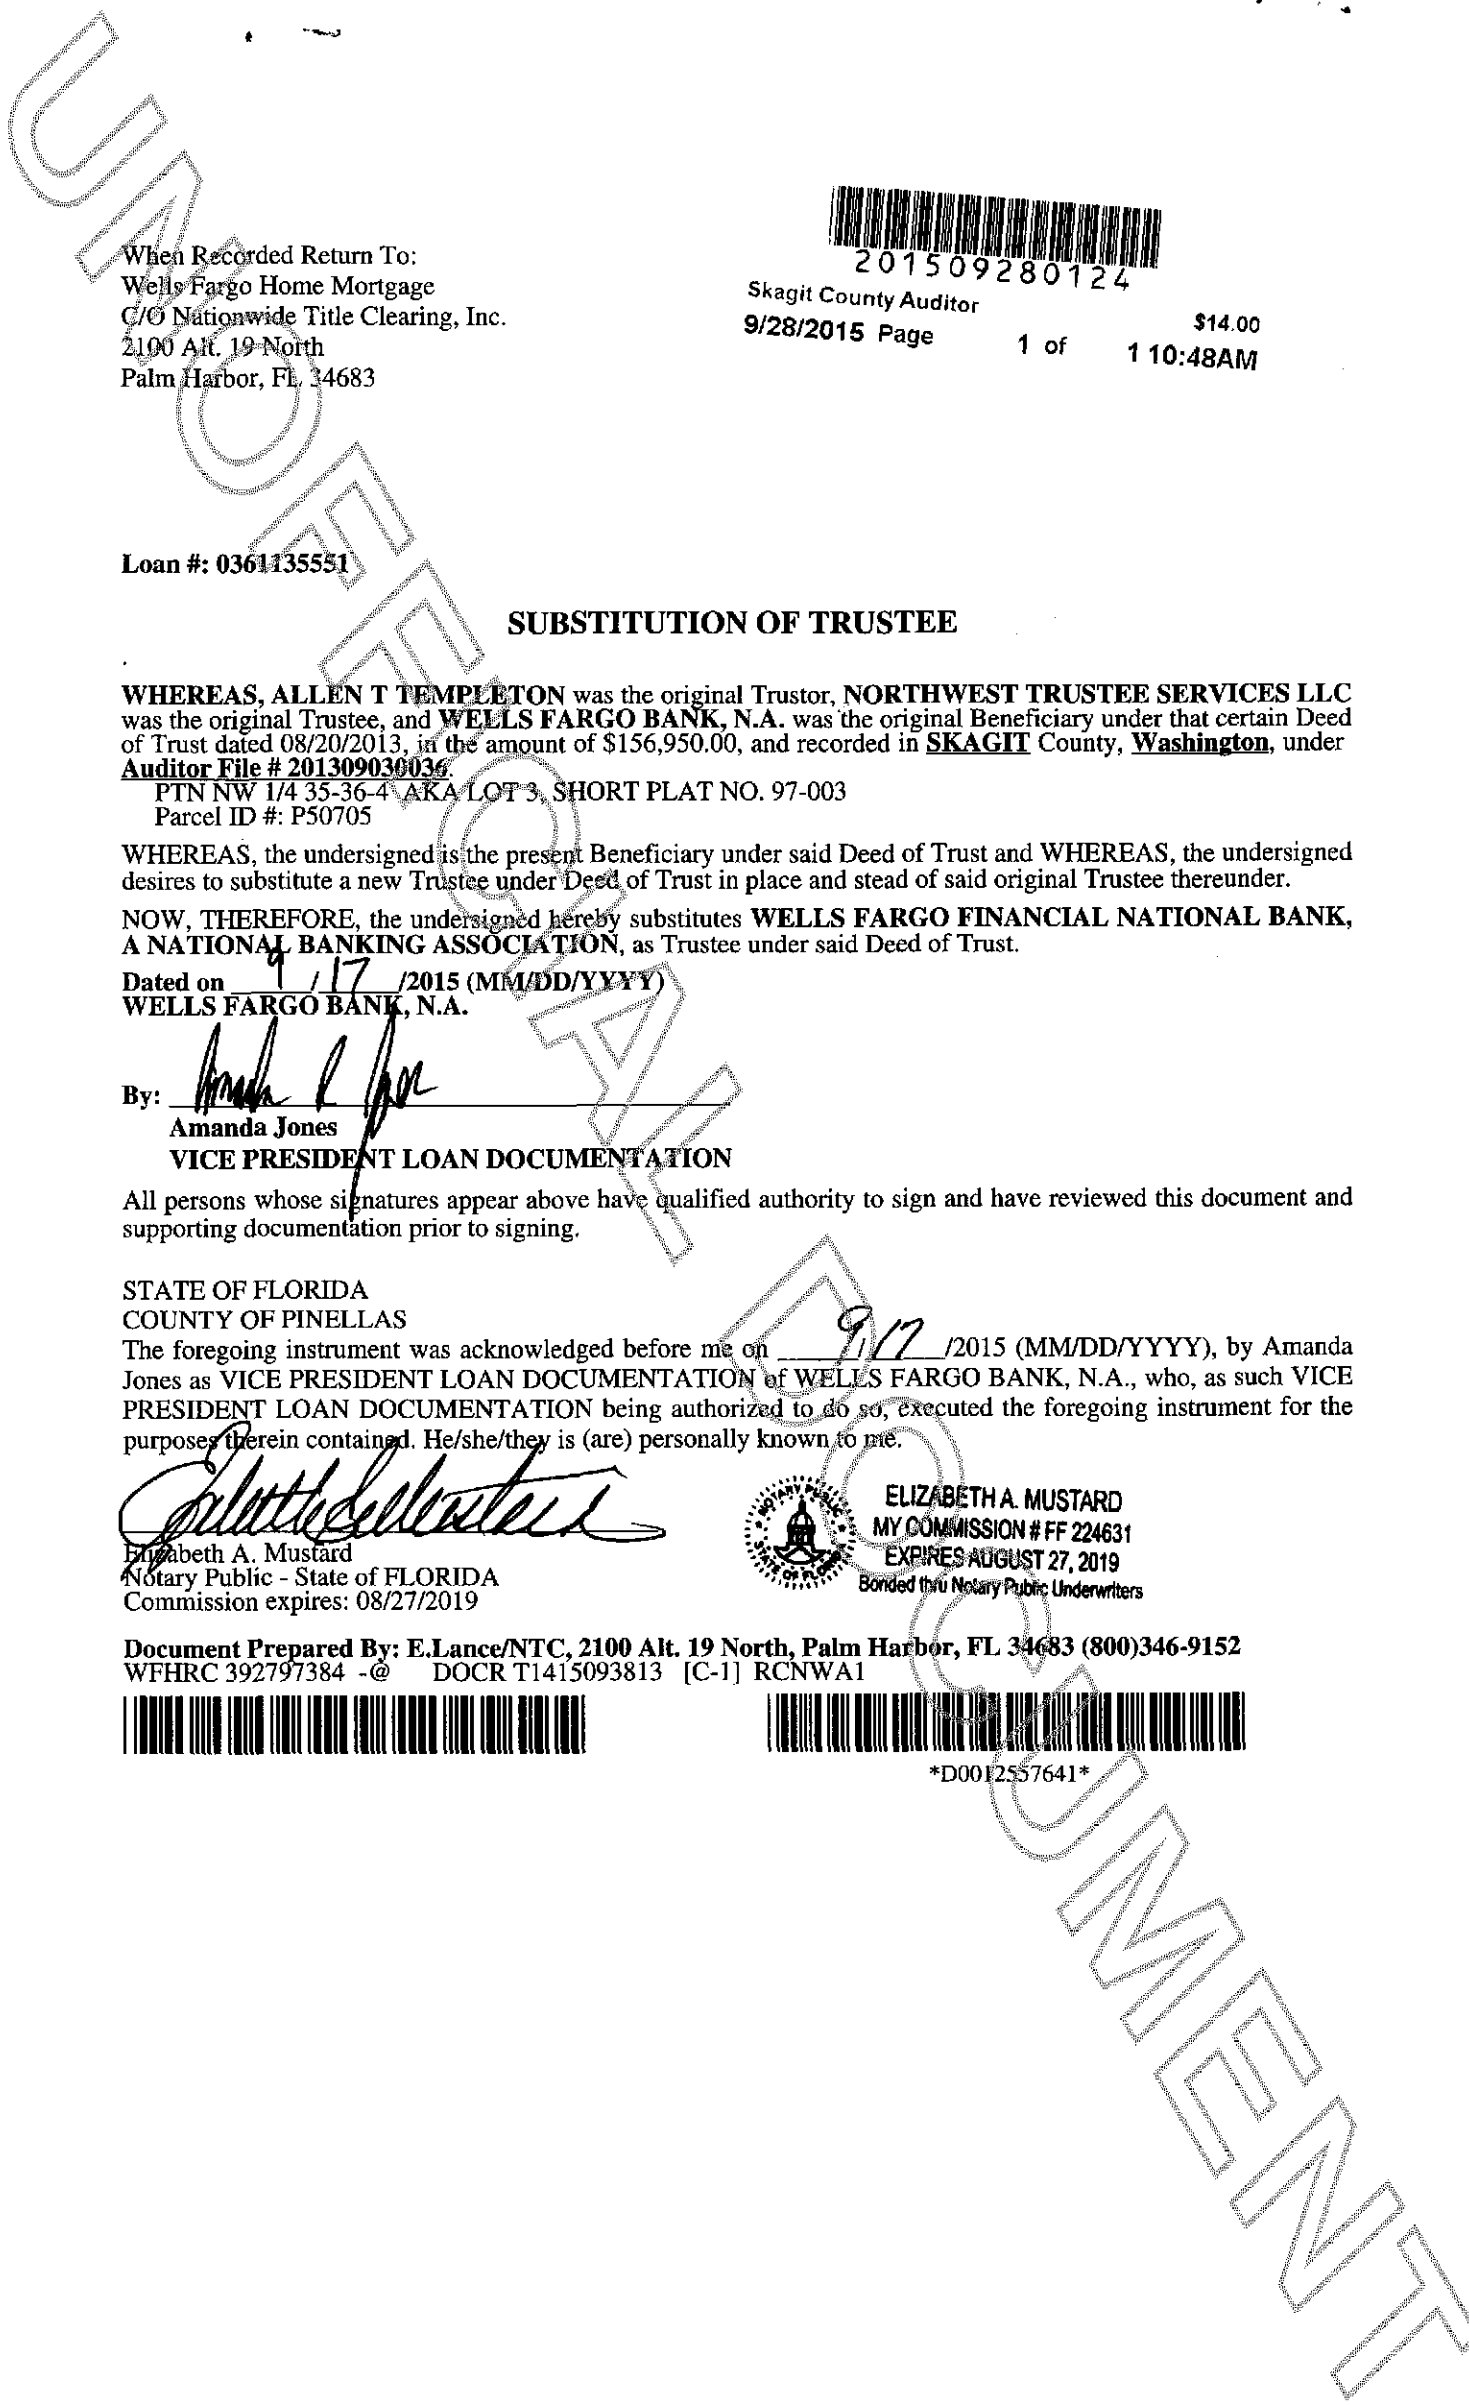 When Recorded Return To:
Wells Fargo Home Mortgage
C/O Nationwide Title Clearing, Inc.
2100 Alt. 19 North
Palm Harbor, FL 34683
201509280124
Skagit County Auditor $14.00
9/28/2015 Page 1 of 1 10:48AM
Loan #: 0361135551
SUBSTITUTION OF TRUSTEE
WHEREAS, ALLEN T TEMPLETON was the original Trustor, NORTHWEST TRUSTEE SERVICES LLC
was the original Trustee, and WELLS FARGO BANK, N.A. was the original Beneficiary under that certain Deed
of Trust dated 08/20/2013, in the amount of $156,950.00, and recorded in SKAGIT County, Washington, under
Auditor File # 201309030036.
PTN NW 1/4 35-36-4 AKA LOT 3, SHORT PLAT NO. 97-003
Parcel ID #: P50705
WHEREAS, the undersigned is the present Beneficiary under said Deed of Trust and WHEREAS, the undersigned
desires to substitute a new Trustee under Deed of Trust in place and stead of said original Trustee thereunder.
NOW, THEREFORE, the undersigned hereby substitutes WELLS FARGO FINANCIAL NATIONAL BANK,
A NATIONAL BANKING ASSOCIATION, as Trustee under said Deed of Trust.
Dated on 9 / 17 /2015 (MM/DD/YYYY)
WELLS FARGO BANK, N.A.
By:
Amanda Jones
VICE PRESIDENT LOAN DOCUMENTATION
All persons whose signatures appear above have qualified authority to sign and have reviewed this document and
supporting documentation prior to signing.
STATE OF FLORIDA
COUNTY OF PINELLAS
The foregoing instrument was acknowledged before me on 9/17 /2015 (MM/DD/YYYY), by Amanda
Jones as VICE PRESIDENT LOAN DOCUMENTATION of WELLS FARGO BANK, N.A., who, as such VICE
PRESIDENT LOAN DOCUMENTATION being authorized to do so, executed the foregoing instrument for the
purposes therein contained. He/she/they is (are) personally known to me.
Elizabeth A. Mustard
Notary Public - State of FLORIDA
Commission expires: 08/27/2019
NOTARY PUBLIC
STATE OF FLORIDA
ELIZABETH A. MUSTARD
MY COMMISSION # FF 224631
EXPIRES AUGUST 27, 2019
Bonded thru Notary Public Underwriters
Document Prepared By: E.Lance/NTC, 2100 Alt. 19 North, Palm Harbor, FL 34683 (800)346-9152
WFHRC 392797384 -@ DOCR T1415093813 [C-1] RCNWA1
*D0012557641*
UNOFFICIAL DOCUMENT